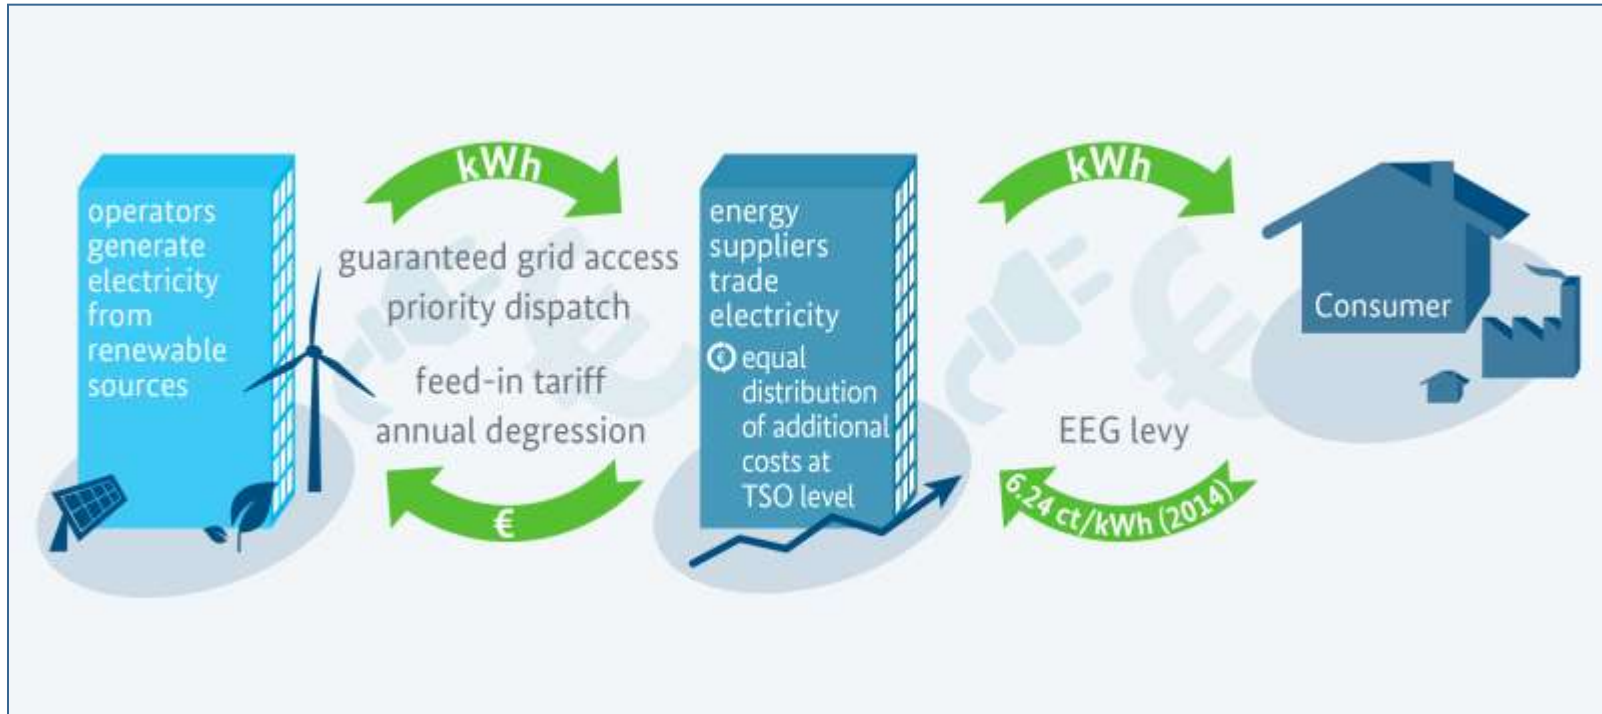 operators
generate
electricity
from
renewable
sources
kWh
guaranteed grid access
priority dispatch
feed-in tariff
annual degression
€
energy
suppliers
trade
electricity
€ equal
distribution
of additional
costs at
TSO level
kWh
EEG levy
6.24 ct/kWh (2014)
Consumer